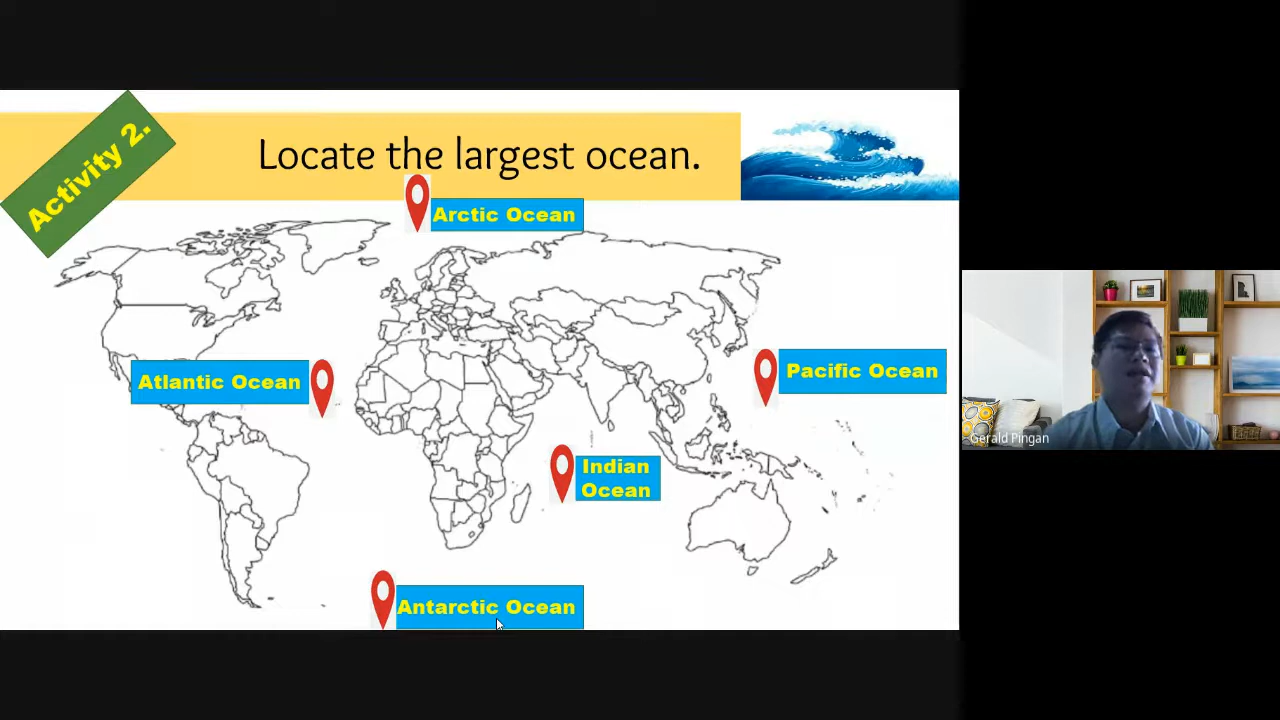 Activity 2.
Locate the largest ocean.
Arctic Ocean
Atlantic Ocean
Pacific Ocean
Indian
Ocean
Antarctic Ocean
Gerald Pingan